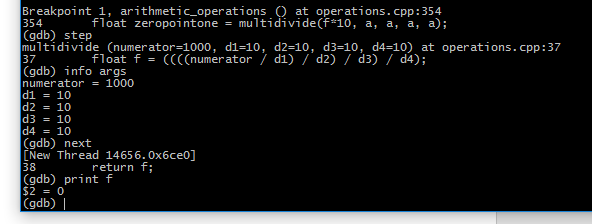 Breakpoint 1, arithmetic_operations () at operations.cpp:354
354 float zeropointone = multidivide(f*10, a, a, a, a);
(gdb) step
multidivide (numerator=1000, d1=10, d2=10, d3=10, d4=10) at operations.cpp:37
37 float f = ((((numerator / d1) / d2) / d3) / d4);
(gdb) info args
numerator = 1000
d1 = 10
d2 = 10
d3 = 10
d4 = 10
(gdb) next
[New Thread 14656.0x6ce0]
38 return f;
(gdb) print f
$2 = 0
(gdb)